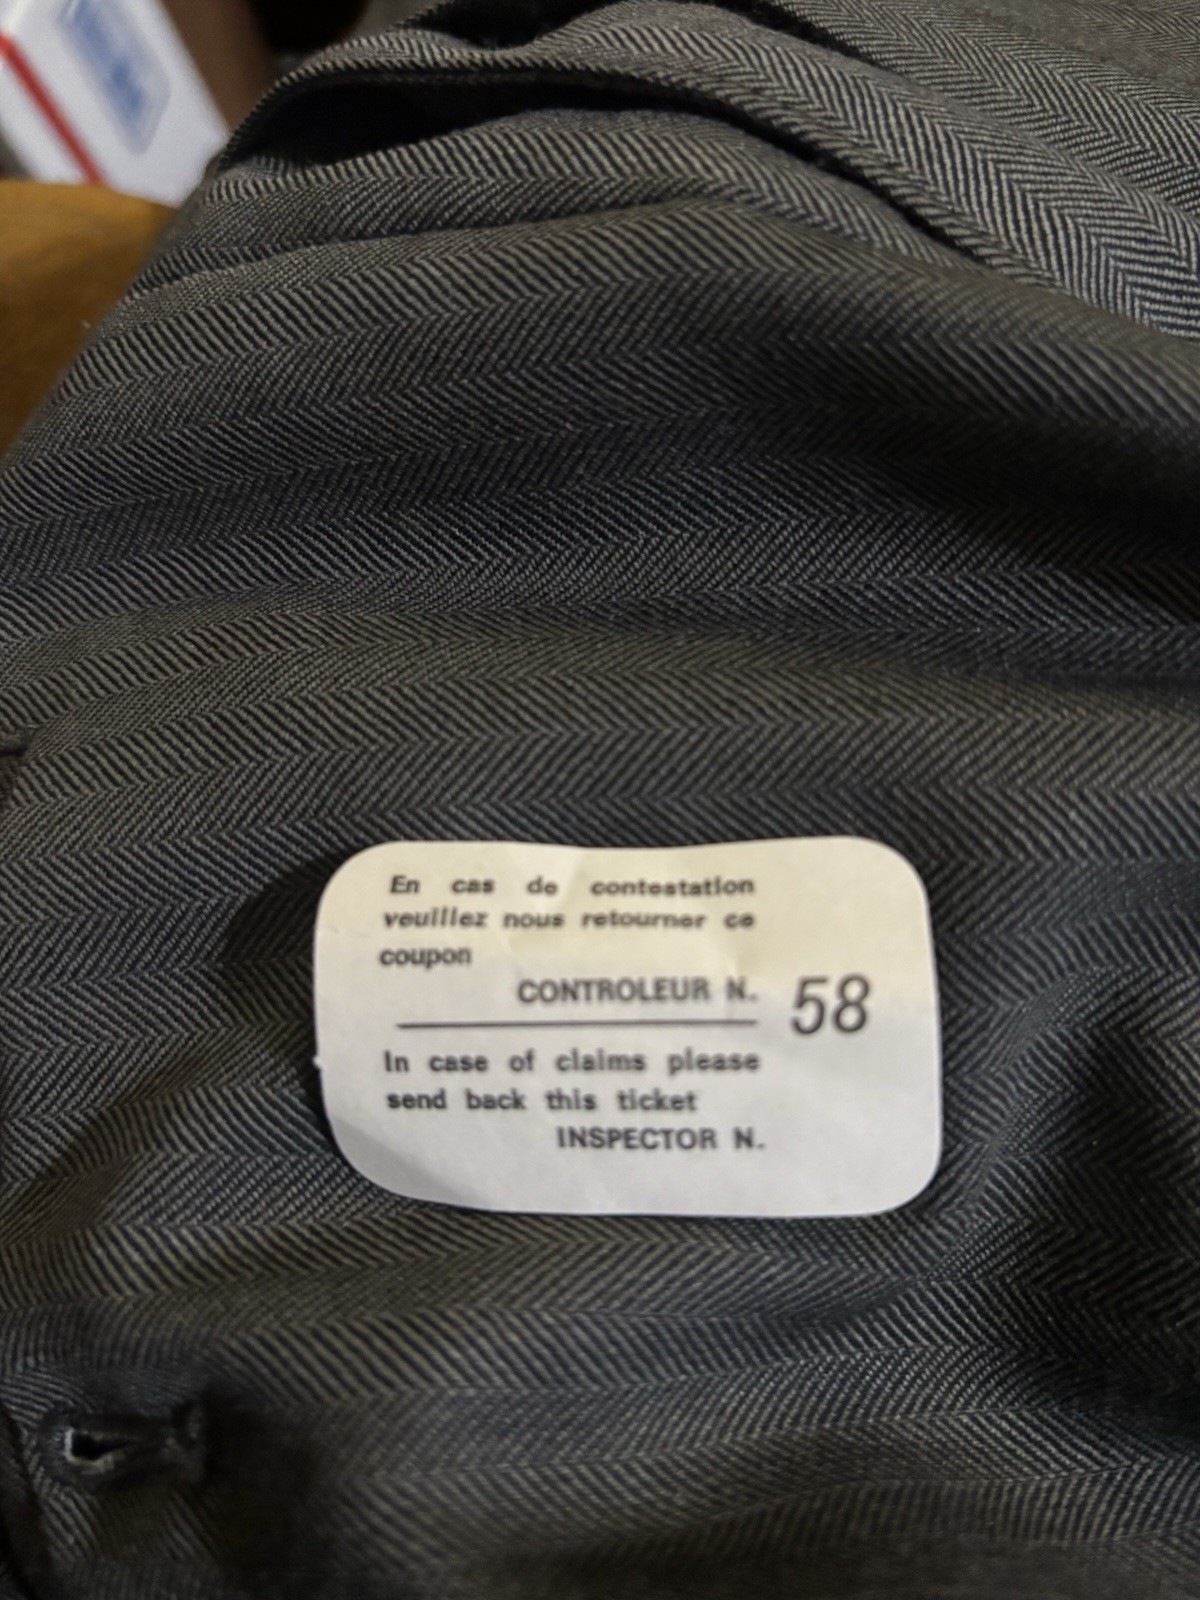 En cas de contestation
veuillez nous retourner ce
coupon
CONTROLEUR N. 58
In case of claims please
send back this ticket
INSPECTOR N.